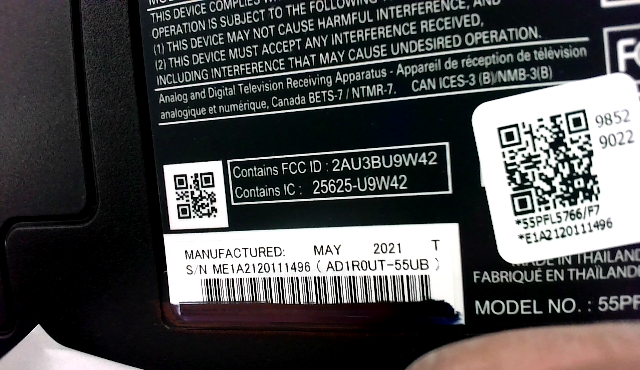 THIS DEVICE COMPLIES W
OPERATION IS SUBJECT TO THE FOLLOWING
(1) THIS DEVICE MAY NOT CAUSE HARMFUL INTERFERENCE, AND
(2) THIS DEVICE MUST ACCEPT ANY INTERFERENCE RECEIVED,
INCLUDING INTERFERENCE THAT MAY CAUSE UNDESIRED OPERATION.
Analog and Digital Television Receiving Apparatus - Appareil de réception de télévision
analogique et numérique, Canada BETS-7 / NTMR-7. CAN ICES-3 (B)/NMB-3(B)
Contains FCC ID : 2AU3BU9W42
Contains IC : 25625-U9W42
9852
9022
*55PFL5766/F7
*E1A2120111496
MANUFACTURED: MAY 2021 T
S/N ME1A2120111496 ( AD1R0UT-55UB )
MADE IN THAILAND
FABRIQUÉ EN THAÏLAND
MODEL NO. : 55PF